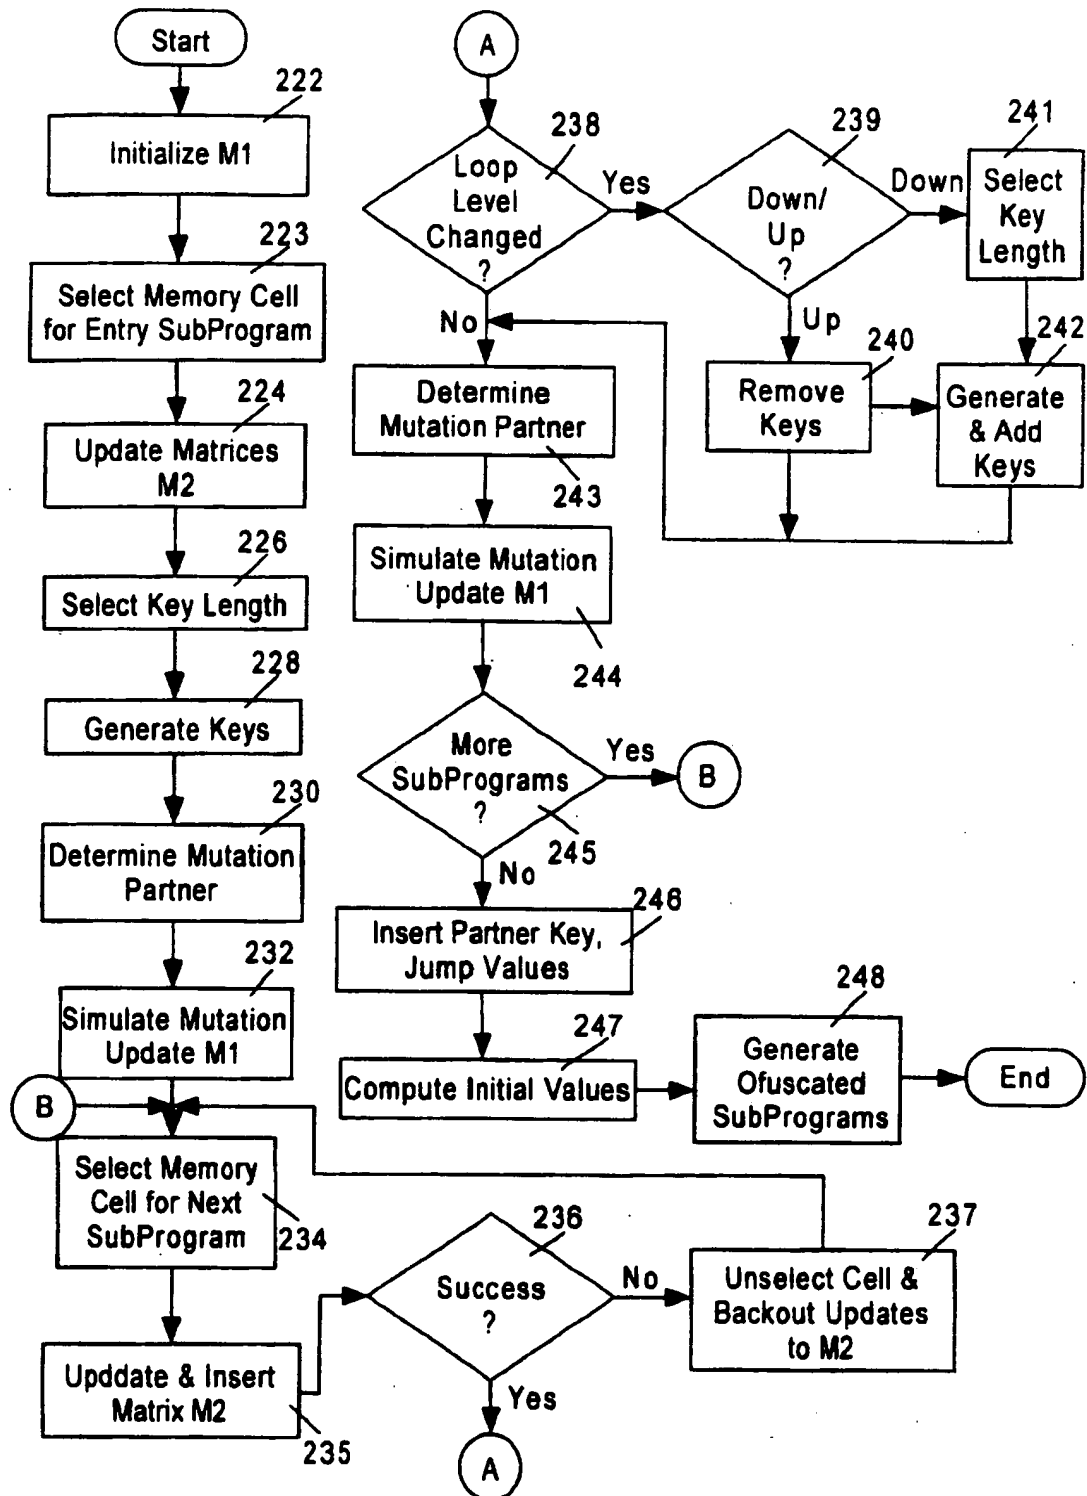 Start
222
Initialize M1
223
Select Memory Cell
for Entry SubProgram
224
Update Matrices
M2
226
Select Key Length
228
Generate Keys
230
Determine Mutation
Partner
232
Simulate Mutation
Update M1
B
Select Memory
Cell for Next
SubProgram
234
Upddate & Insert
Matrix M2
235
236
Success
?
No
Yes
237
Unselect Cell &
Backout Updates
to M2
A
A
238
Loop
Level
Changed
?
Yes
No
239
Down/
Up
?
Down
Up
241
Select
Key
Length
240
Remove
Keys
242
Generate
& Add
Keys
Determine
Mutation Partner
243
Simulate Mutation
Update M1
244
More
SubPrograms
?
Yes
B
245
No
246
Insert Partner Key,
Jump Values
247
Compute Initial Values
248
Generate
Ofuscated
SubPrograms
End